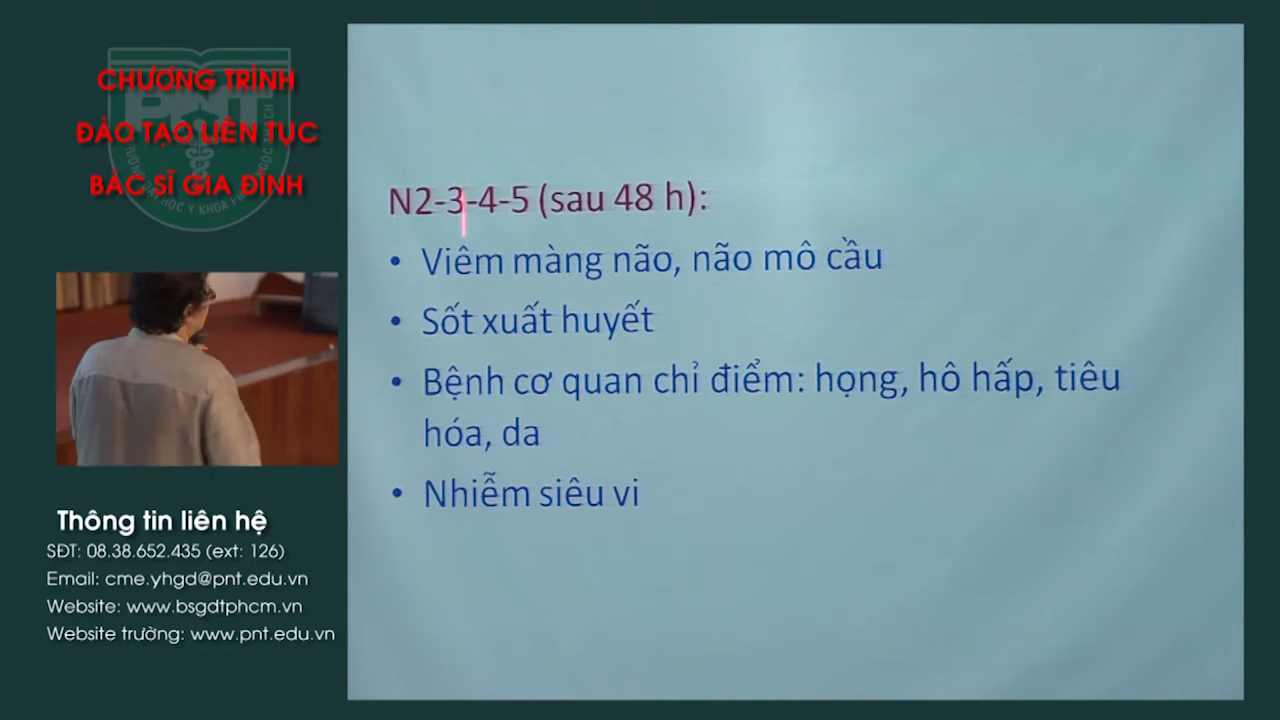 CHƯƠNG TRÌNH
ĐÀO TẠO LIÊN TỤC
BÁC SĨ GIA ĐÌNH
PNT
Thông tin liên hệ
SĐT: 08.38.652.435 (ext: 126)
Email: cme.yhgd@pnt.edu.vn
Website: www.bsgdtphcm.vn
Website trường: www.pnt.edu.vn
N2-3-4-5 (sau 48 h):
• Viêm màng não, não mô cầu
• Sốt xuất huyết
• Bệnh cơ quan chỉ điểm: họng, hô hấp, tiêu
hóa, da
• Nhiễm siêu vi